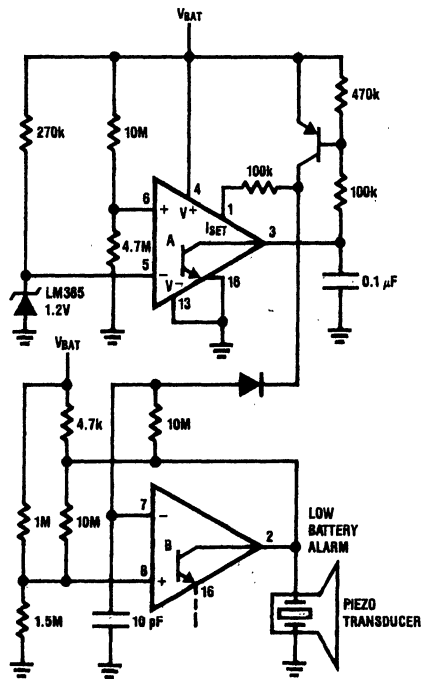 VBAT
470k
270k
10M
100k
4
6
+
V+
1
ISET
100k
3
4.7M
A
5
−
V−
16
13
LM385
1.2V
0.1 µF
VBAT
4.7k
10M
7
−
LOW
BATTERY
ALARM
1M
10M
2
B
8
+
16
1.5M
10 pF
PIEZO
TRANSDUCER